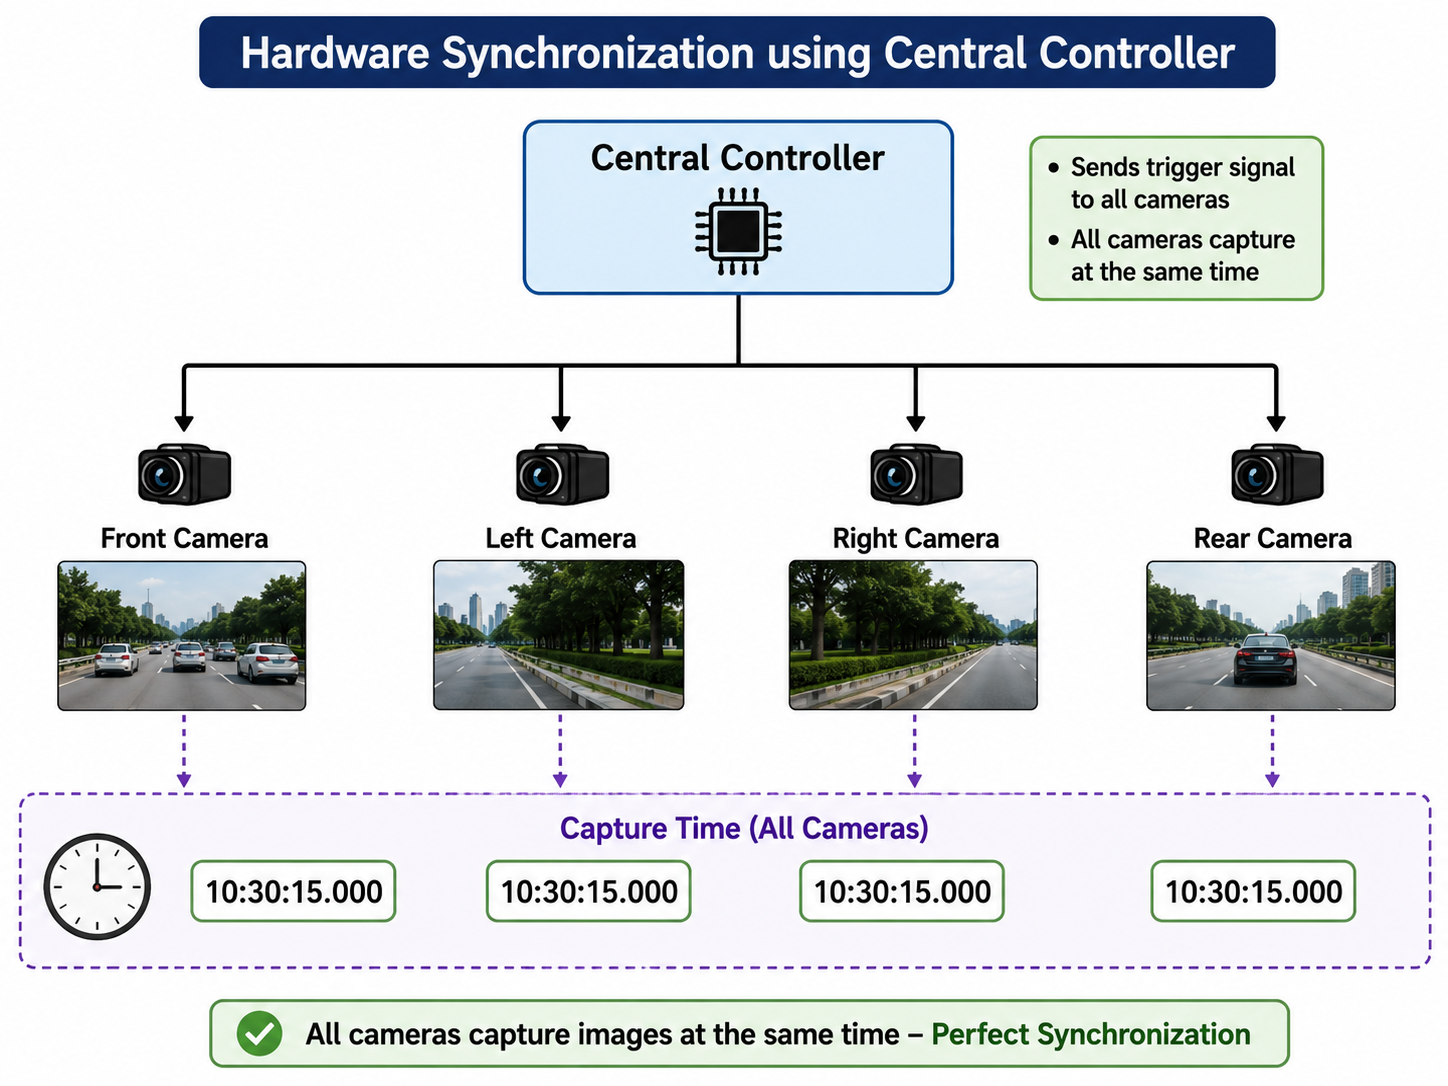 Hardware Synchronization using Central Controller
Central Controller
• Sends trigger signal
to all cameras
• All cameras capture
at the same time
Front Camera
Left Camera
Right Camera
Rear Camera
Capture Time (All Cameras)
10:30:15.000
10:30:15.000
10:30:15.000
10:30:15.000
All cameras capture images at the same time – Perfect Synchronization